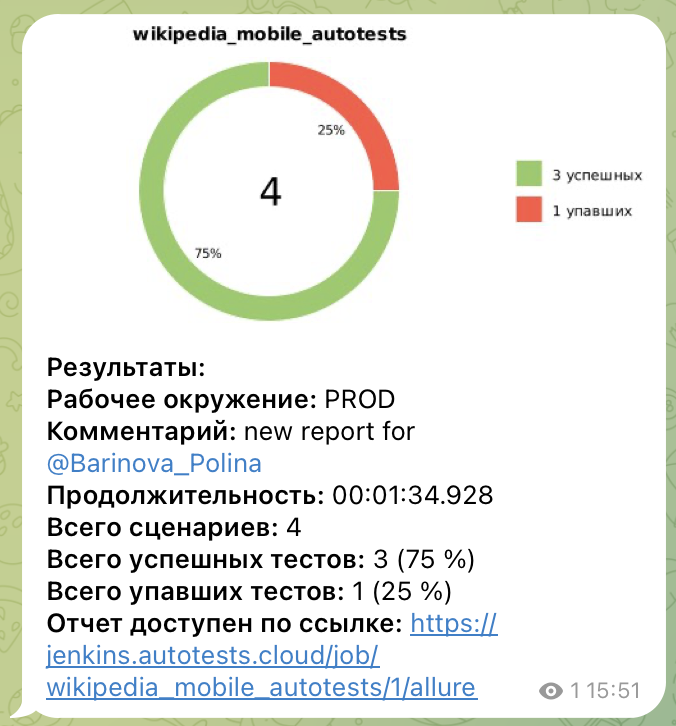 wikipedia_mobile_autotests
25%
4
75%
3 успешных
1 упавших
Результаты:
Рабочее окружение: PROD
Комментарий: new report for
@Barinova_Polina
Продолжительность: 00:01:34.928
Всего сценариев: 4
Всего успешных тестов: 3 (75 %)
Всего упавших тестов: 1 (25 %)
Отчет доступен по ссылке: https://
jenkins.autotests.cloud/job/
wikipedia_mobile_autotests/1/allure
1 15:51